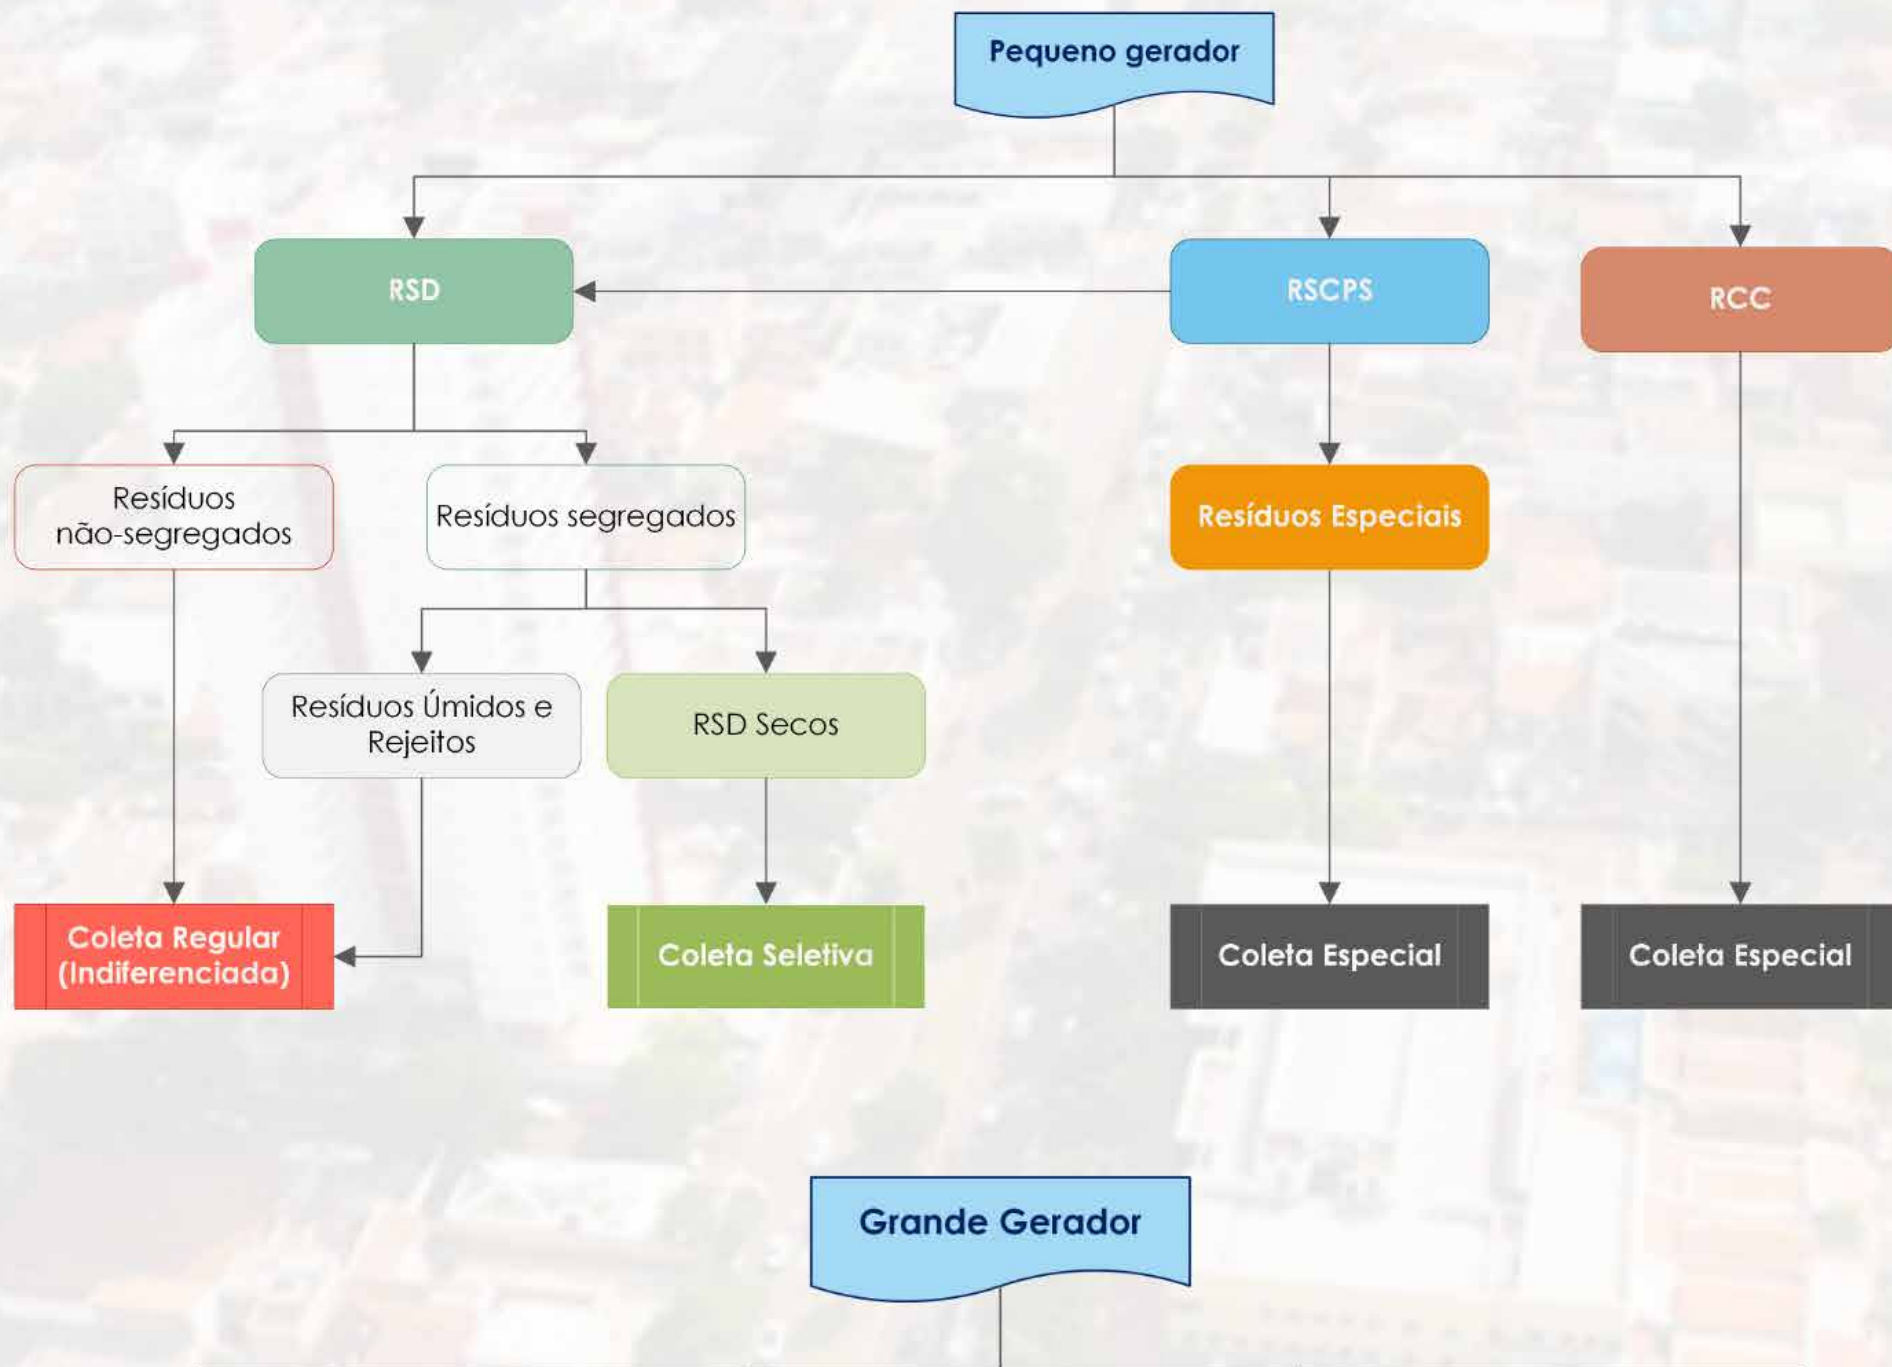 Pequeno gerador
RSD
RSCPS
RCC
Resíduos
não-segregados
Resíduos segregados
Resíduos Especiais
Resíduos Úmidos e
Rejeitos
RSD Secos
Coleta Regular
(Indiferenciada)
Coleta Seletiva
Coleta Especial
Coleta Especial
Grande Gerador